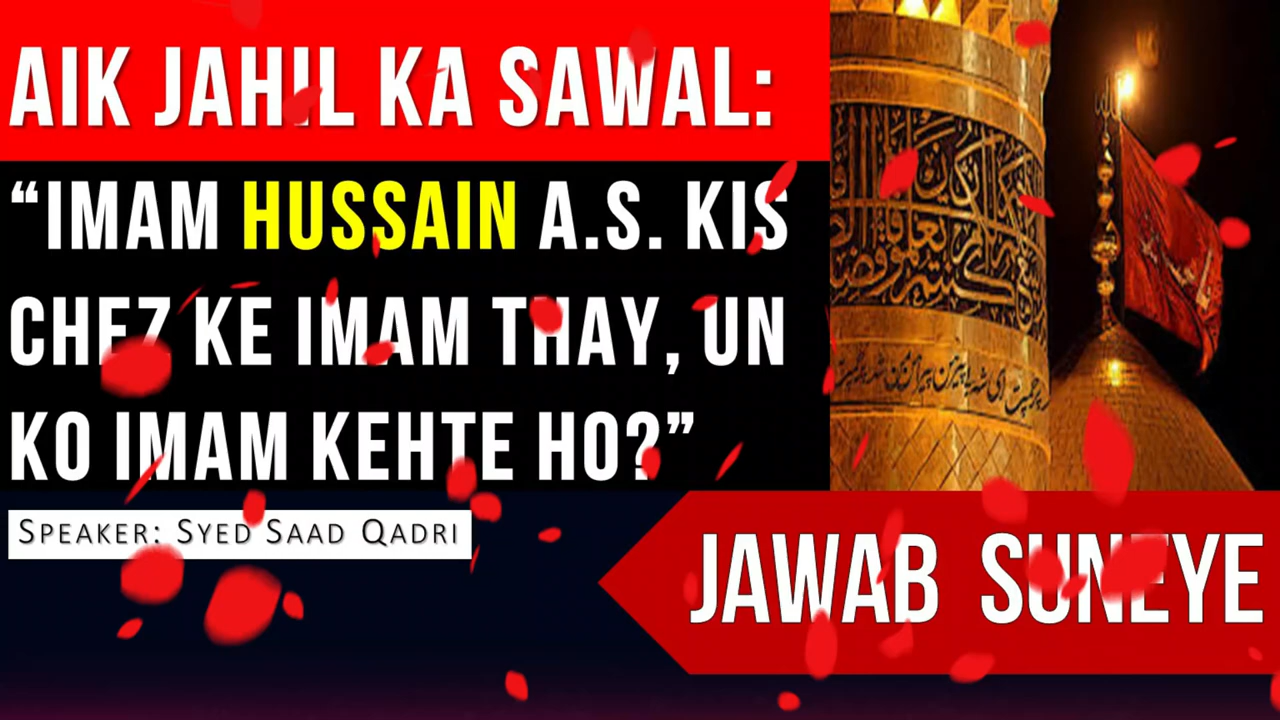 AIK JAHIL KA SAWAL:
“IMAM HUSSAIN A.S. KIS
CHEZ KE IMAM THAY, UN
KO IMAM KEHTE HO?”
SPEAKER: SYED SAAD QADRI
JAWAB SUNEYE